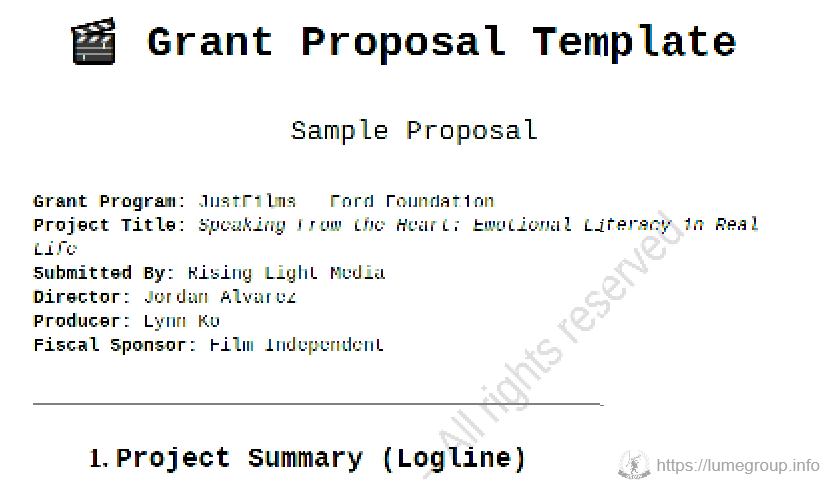 🎬 Grant Proposal Template
Sample Proposal
Grant Program: JustFilms Ford Foundation
Project Title: Speaking from the Heart: Emotional Literacy in Real
Life
Submitted By: Rising Light Media
Director: Jordan Alvarez
Producer: Lynn Ko
Fiscal Sponsor: Film Independent
All rights reserved
1. Project Summary (Logline)
https://lumegroup.info